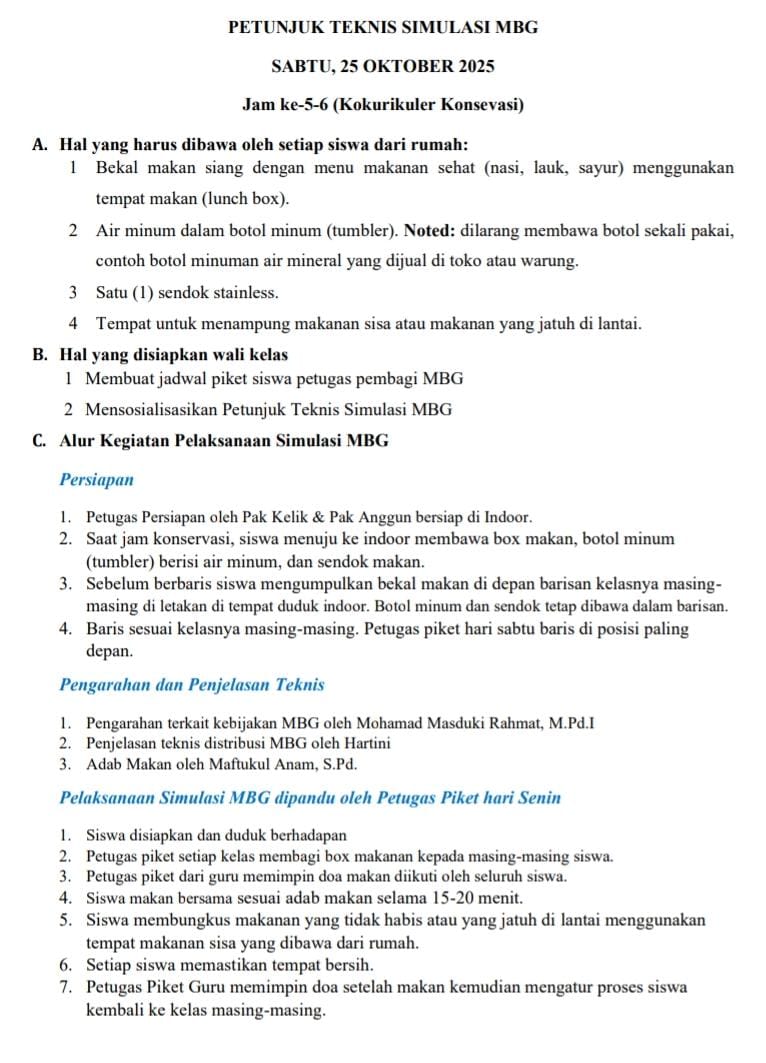 PETUNJUK TEKNIS SIMULASI MBG
SABTU, 25 OKTOBER 2025
Jam ke-5-6 (Kokurikuler Konsevasi)
A. Hal yang harus dibawa oleh setiap siswa dari rumah:
1 Bekal makan siang dengan menu makanan sehat (nasi, lauk, sayur) menggunakan
tempat makan (lunch box).
2 Air minum dalam botol minum (tumbler). Noted: dilarang membawa botol sekali pakai,
contoh botol minuman air mineral yang dijual di toko atau warung.
3 Satu (1) sendok stainless.
4 Tempat untuk menampung makanan sisa atau makanan yang jatuh di lantai.
B. Hal yang disiapkan wali kelas
1 Membuat jadwal piket siswa petugas pembagi MBG
2 Mensosialisasikan Petunjuk Teknis Simulasi MBG
C. Alur Kegiatan Pelaksanaan Simulasi MBG
Persiapan
1. Petugas Persiapan oleh Pak Kelik & Pak Anggun bersiap di Indoor.
2. Saat jam konservasi, siswa menuju ke indoor membawa box makan, botol minum
(tumbler) berisi air minum, dan sendok makan.
3. Sebelum berbaris siswa mengumpulkan bekal makan di depan barisan kelasnya masing-
masing di letakan di tempat duduk indoor. Botol minum dan sendok tetap dibawa dalam barisan.
4. Baris sesuai kelasnya masing-masing. Petugas piket hari sabtu baris di posisi paling
depan.
Pengarahan dan Penjelasan Teknis
1. Pengarahan terkait kebijakan MBG oleh Mohamad Masduki Rahmat, M.Pd.I
2. Penjelasan teknis distribusi MBG oleh Hartini
3. Adab Makan oleh Maftukul Anam, S.Pd.
Pelaksanaan Simulasi MBG dipandu oleh Petugas Piket hari Senin
1. Siswa disiapkan dan duduk berhadapan
2. Petugas piket setiap kelas membagi box makanan kepada masing-masing siswa.
3. Petugas piket dari guru memimpin doa makan diikuti oleh seluruh siswa.
4. Siswa makan bersama sesuai adab makan selama 15-20 menit.
5. Siswa membungkus makanan yang tidak habis atau yang jatuh di lantai menggunakan
tempat makanan sisa yang dibawa dari rumah.
6. Setiap siswa memastikan tempat bersih.
7. Petugas Piket Guru memimpin doa setelah makan kemudian mengatur proses siswa
kembali ke kelas masing-masing.